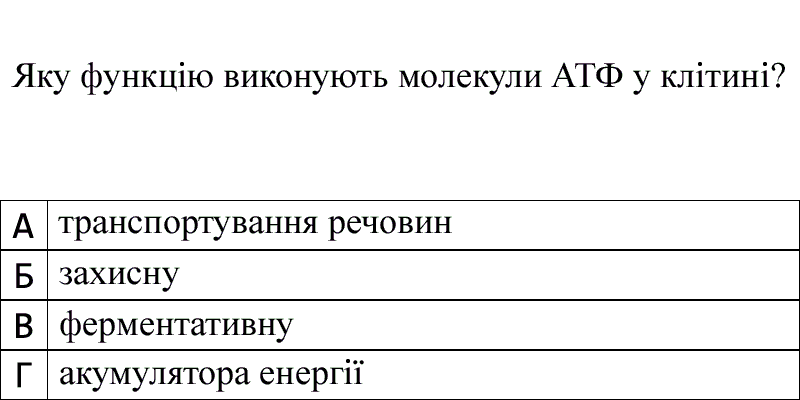 Яку функцію виконують молекули АТФ у клітині?
А транспортування речовин
Б захисну
В ферментативну
Г акумулятора енергії